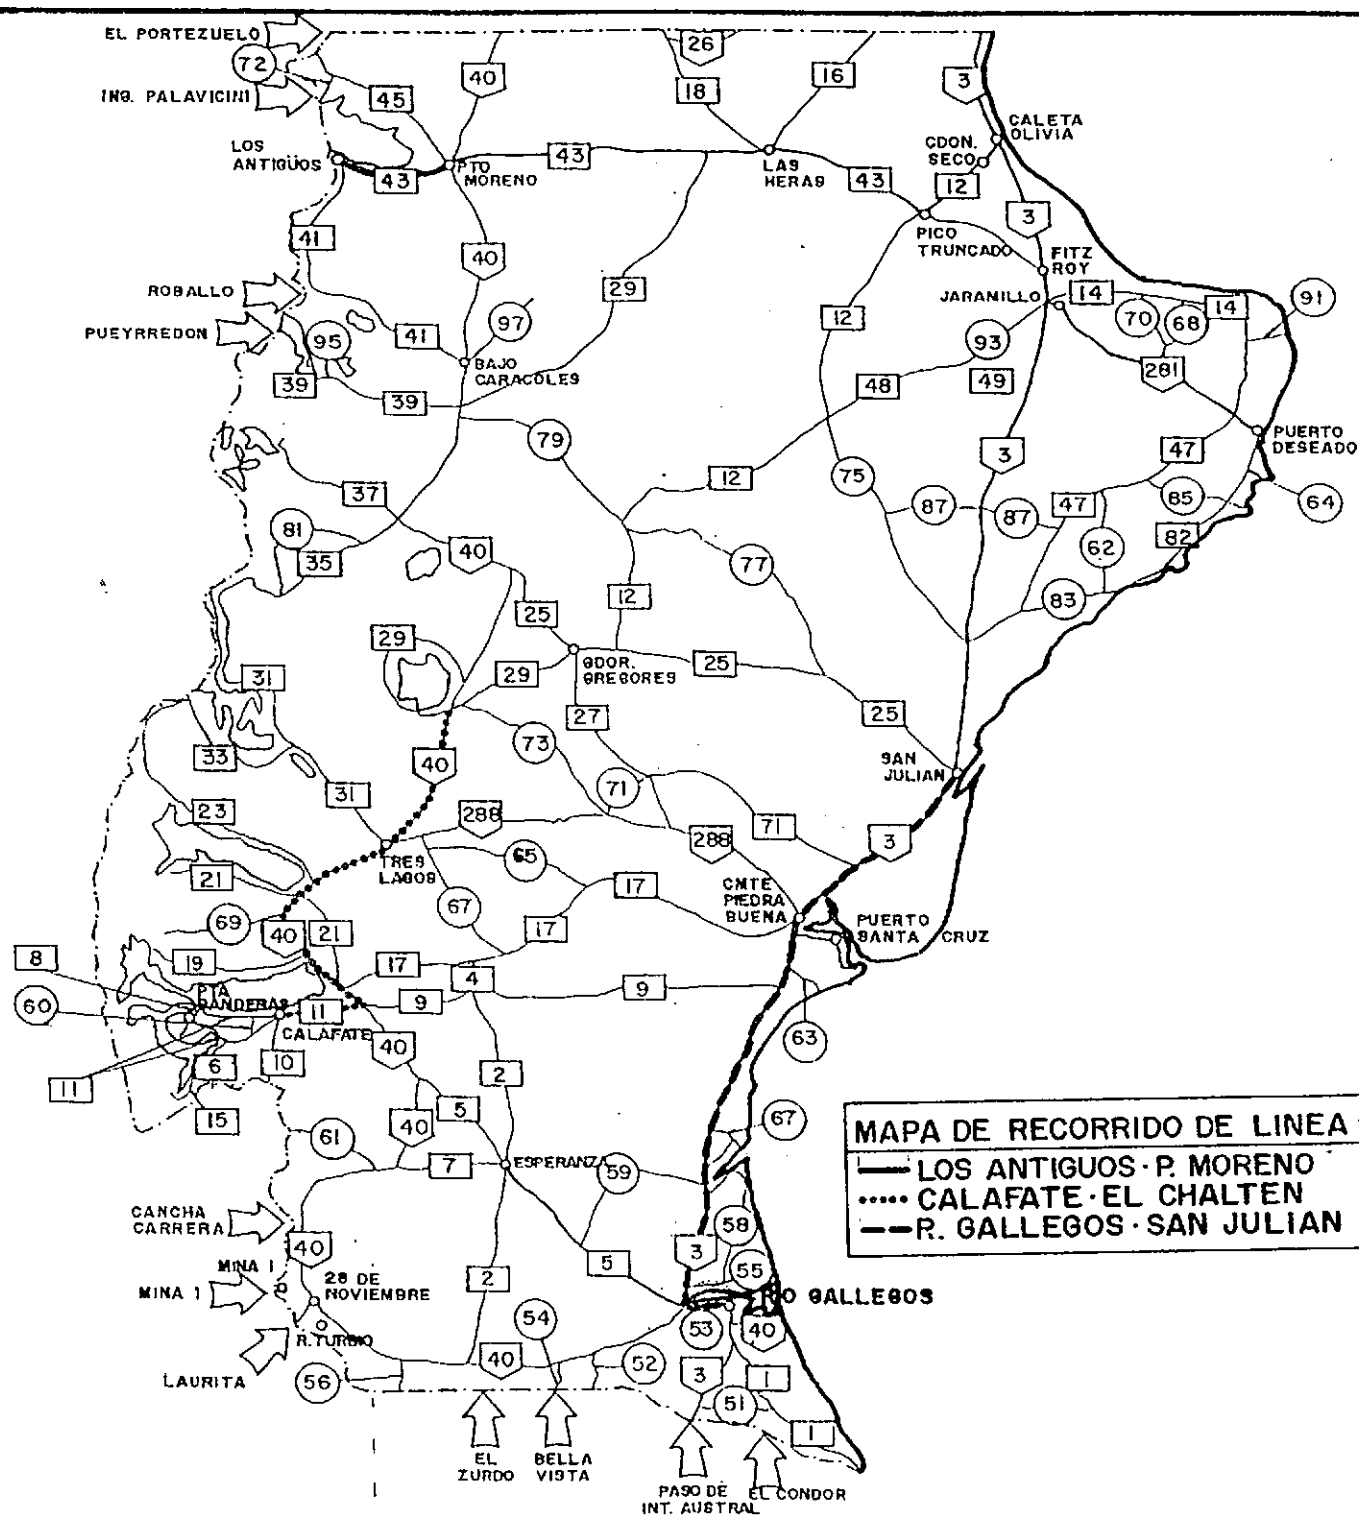 EL PORTEZUELO
72
ING. PALAVICINI
45
40
26
18
16
3
CALETA
OLIVIA
CDON.
SECO
LOS
ANTIGÜOS
43
PTO
MORENO
43
LAS
HERAS
43
12
PICO
TRUNCADO
3
FITZ
ROY
41
40
ROBALLO
29
JARANILLO
14
14
91
PUEYRREDON
95
41
97
12
93
70
68
BAJO
CARACOLES
39
39
48
49
281
79
3
47
PUERTO
DESEADO
37
12
75
87
87
47
85
64
81
35
40
77
62
82
12
83
25
29
29
GDOR.
GREGORES
25
31
27
25
33
40
73
SAN
JULIAN
71
23
31
288
288
71
3
TRES
LAGOS
65
21
17
CMTE
PIEDRA
BUENA
67
69
40
21
17
PUERTO
SANTA CRUZ
8
19
17
4
60
PTA
BANDERAS
11
9
9
CALAFATE
63
11
6
10
40
2
15
5
40
67
61
7
ESPERANZA
59
MAPA DE RECORRIDO DE LINEA
LOS ANTIGUOS · P. MORENO
CALAFATE · EL CHALTEN
R. GALLEGOS · SAN JULIAN
CANCHA
CARRERA
58
40
3
5
55
MINA 1
MINA 1
28 DE
NOVIEMBRE
2
RIO GALLEGOS
54
53
40
R. TURBIO
LAURITA
56
40
52
3
1
51
1
EL
ZURDO
BELLA
VISTA
PASO DE
INT. AUSTRAL
EL CONDOR